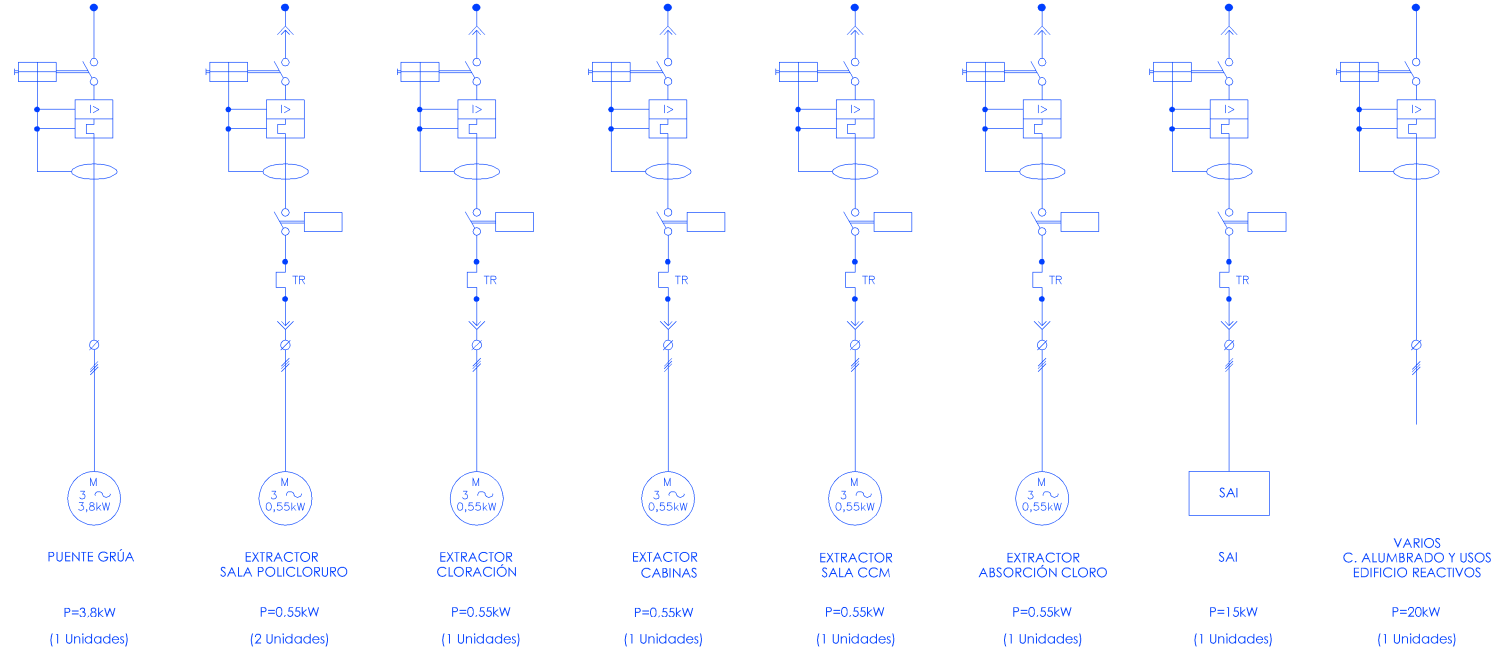 I>
I>
I>
I>
I>
I>
I>
I>
TR
TR
TR
TR
TR
TR
M
3
3,8kW
M
3
0,55kW
M
3
0,55kW
M
3
0,55kW
M
3
0,55kW
M
3
0,55kW
SAI
PUENTE GRÚA
P=3.8kW
(1 Unidades)
EXTRACTOR
SALA POLICLORURO
P=0.55kW
(2 Unidades)
EXTRACTOR
CLORACIÓN
P=0.55kW
(1 Unidades)
EXTACTOR
CABINAS
P=0.55kW
(1 Unidades)
EXTRACTOR
SALA CCM
P=0.55kW
(1 Unidades)
EXTRACTOR
ABSORCIÓN CLORO
P=0.55kW
(1 Unidades)
SAI
P=15kW
(1 Unidades)
VARIOS
C. ALUMBRADO Y USOS
EDIFICIO REACTIVOS
P=20kW
(1 Unidades)